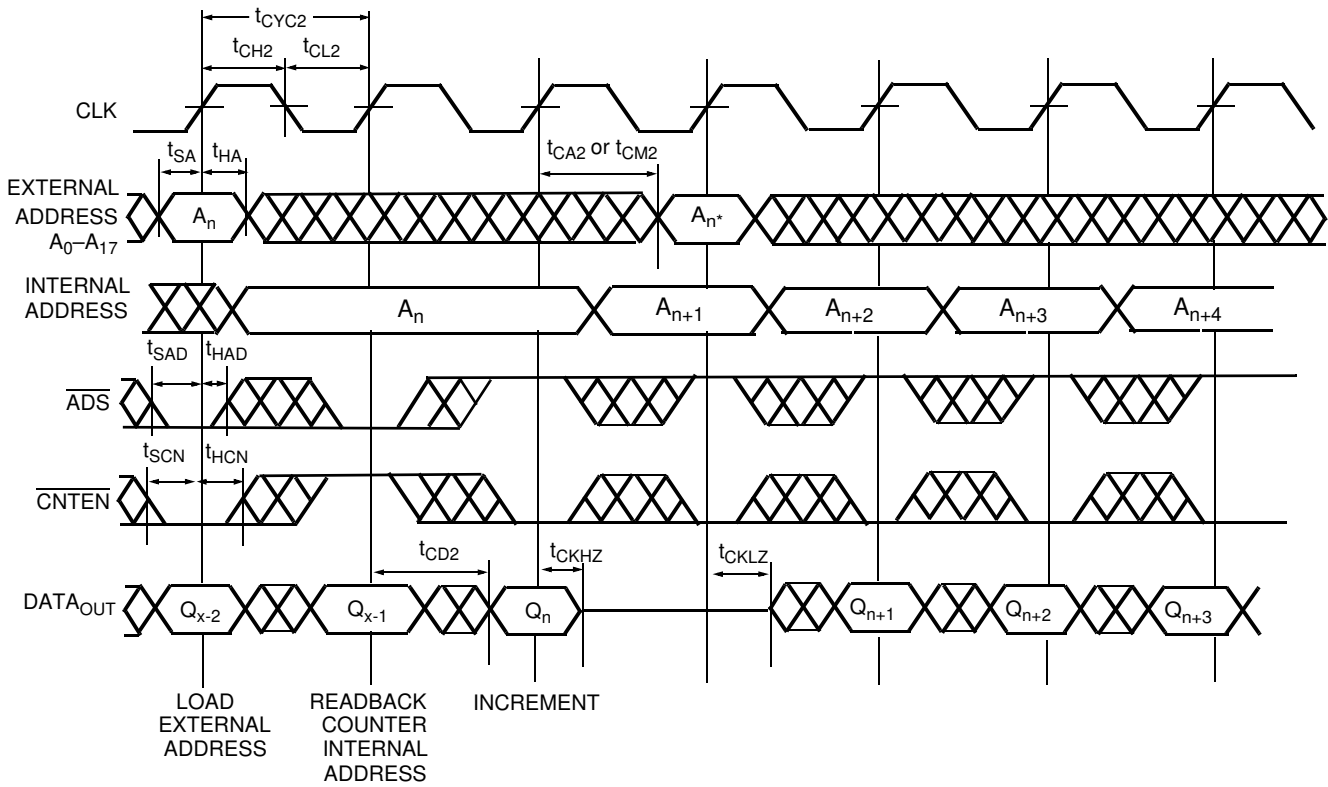 tCYC2
tCH2 tCL2
CLK
tSA tHA tCA2 or tCM2
EXTERNAL
ADDRESS
A0–A17
An An*
INTERNAL
ADDRESS
An An+1 An+2 An+3 An+4
tSAD tHAD
ADS
tSCN tHCN
CNTEN
tCD2 tCKHZ tCKLZ
DATAOUT Qx-2 Qx-1 Qn Qn+1 Qn+2 Qn+3
LOAD
EXTERNAL
ADDRESS
READBACK
COUNTER
INTERNAL
ADDRESS
INCREMENT